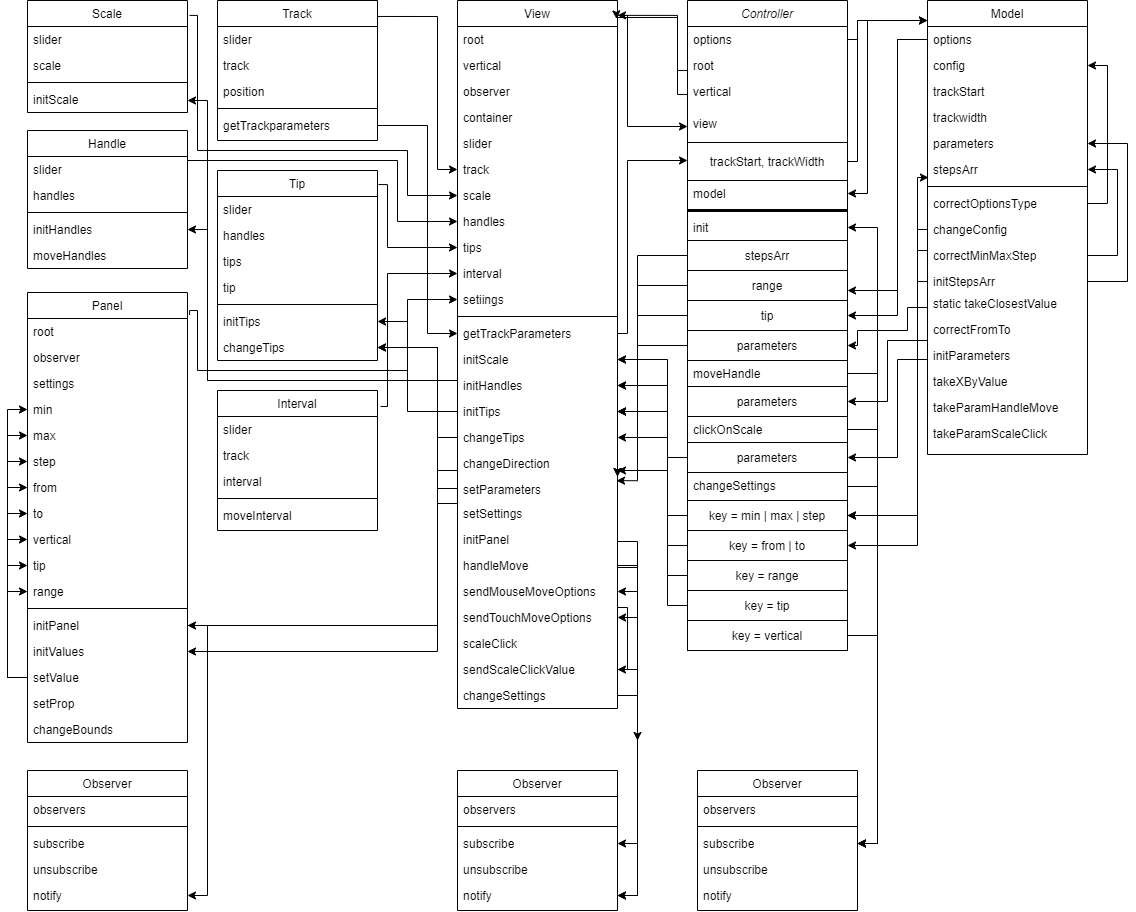 Scale
slider
scale
initScale
Handle
slider
handles
initHandles
moveHandles
Panel
root
observer
settings
min
max
step
from
to
vertical
tip
range
initPanel
initValues
setValue
setProp
changeBounds
Observer
observers
subscribe
unsubscribe
notify
Track
slider
track
position
getTrackparameters
Tip
slider
handles
tips
tip
initTips
changeTips
Interval
slider
track
interval
moveInterval
View
root
vertical
observer
container
slider
track
scale
handles
tips
interval
setiings
getTrackParameters
initScale
initHandles
initTips
changeTips
changeDirection
setParameters
setSettings
initPanel
handleMove
sendMouseMoveOptions
sendTouchMoveOptions
scaleClick
sendScaleClickValue
changeSettings
Observer
observers
subscribe
unsubscribe
notify
Controller
options
root
vertical
view
trackStart, trackWidth
model
init
stepsArr
range
tip
parameters
moveHandle
parameters
clickOnScale
parameters
changeSettings
key = min | max | step
key = from | to
key = range
key = tip
key = vertical
Observer
observers
subscribe
unsubscribe
notify
Model
options
config
trackStart
trackwidth
parameters
stepsArr
correctOptionsType
changeConfig
correctMinMaxStep
initStepsArr
static takeClosestValue
correctFromTo
initParameters
takeXByValue
takeParamHandleMove
takeParamScaleClick